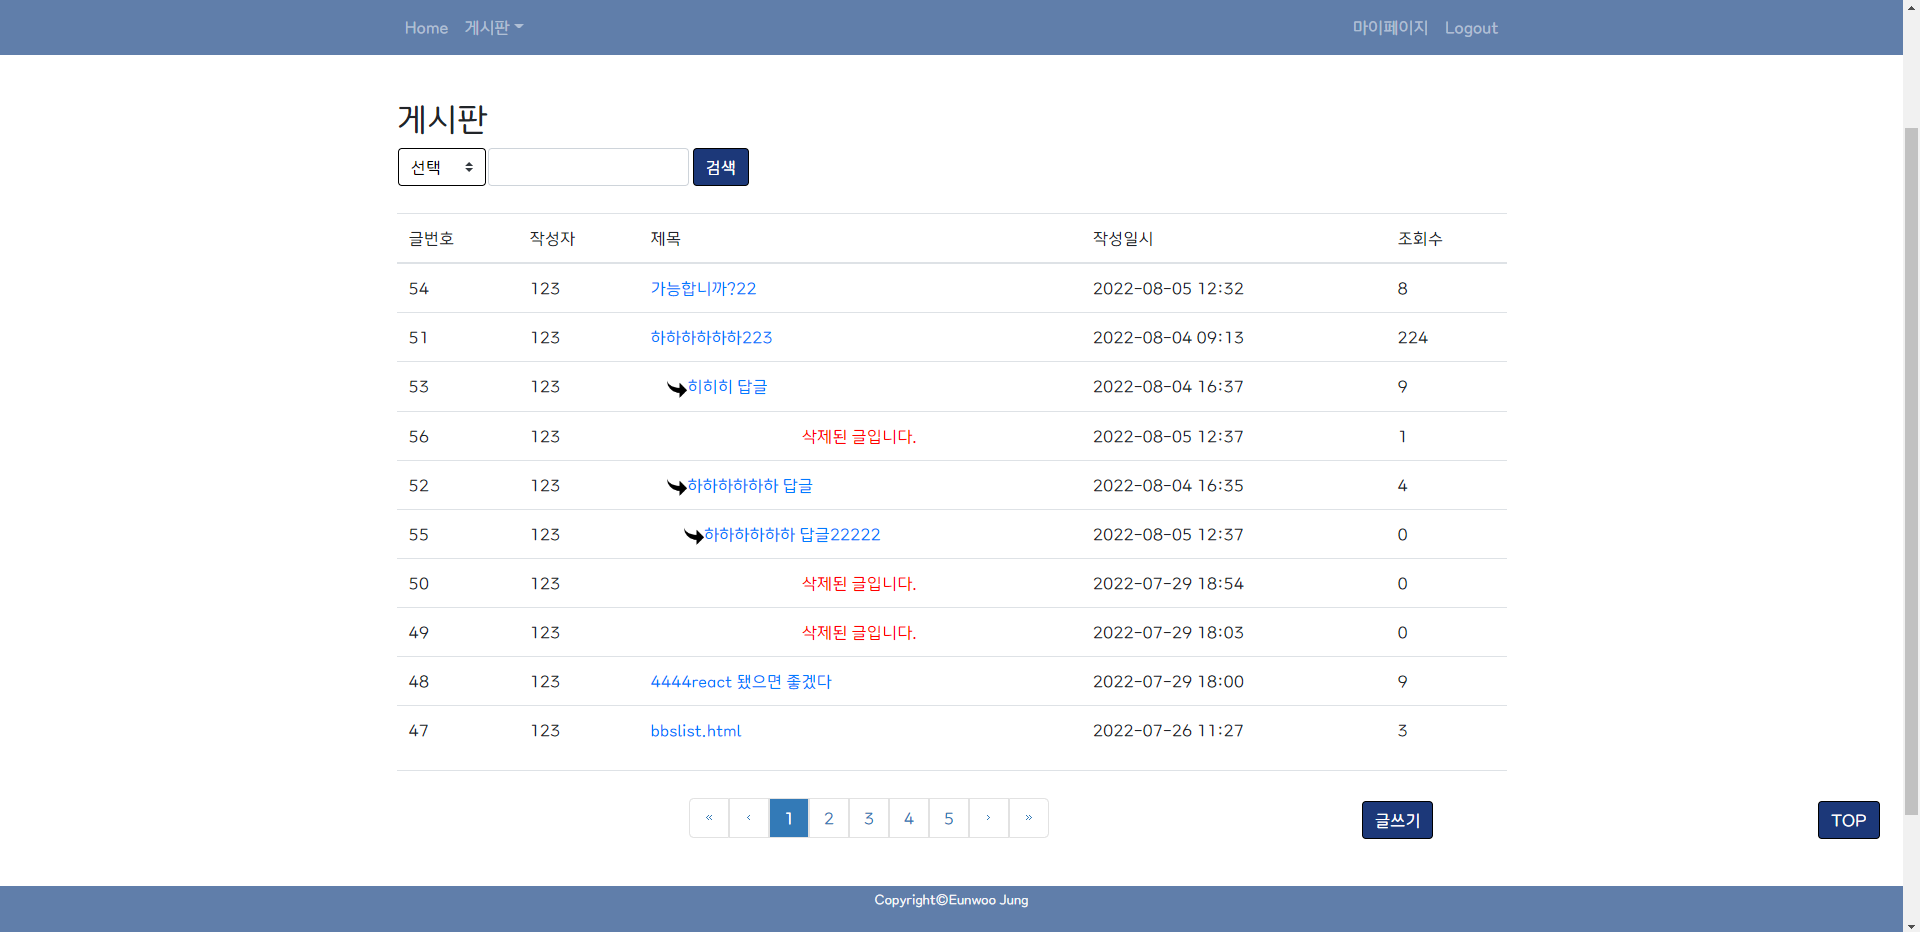 Home 게시판 마이페이지 Logout
게시판
선택 검색
글번호 작성자 제목 작성일시 조회수
54 123 가능합니까?22 2022-08-05 12:32 8
51 123 하하하하하하223 2022-08-04 09:13 224
53 123 히히히 답글 2022-08-04 16:37 9
56 123 삭제된 글입니다. 2022-08-05 12:37 1
52 123 하하하하하하 답글 2022-08-04 16:35 4
55 123 하하하하하하 답글22222 2022-08-05 12:37 0
50 123 삭제된 글입니다. 2022-07-29 18:54 0
49 123 삭제된 글입니다. 2022-07-29 18:03 0
48 123 4444react 됐으면 좋겠다 2022-07-29 18:00 9
47 123 bbslist.html 2022-07-26 11:27 3
« ‹ 1 2 3 4 5 › » 글쓰기 TOP
Copyright©Eunwoo Jung